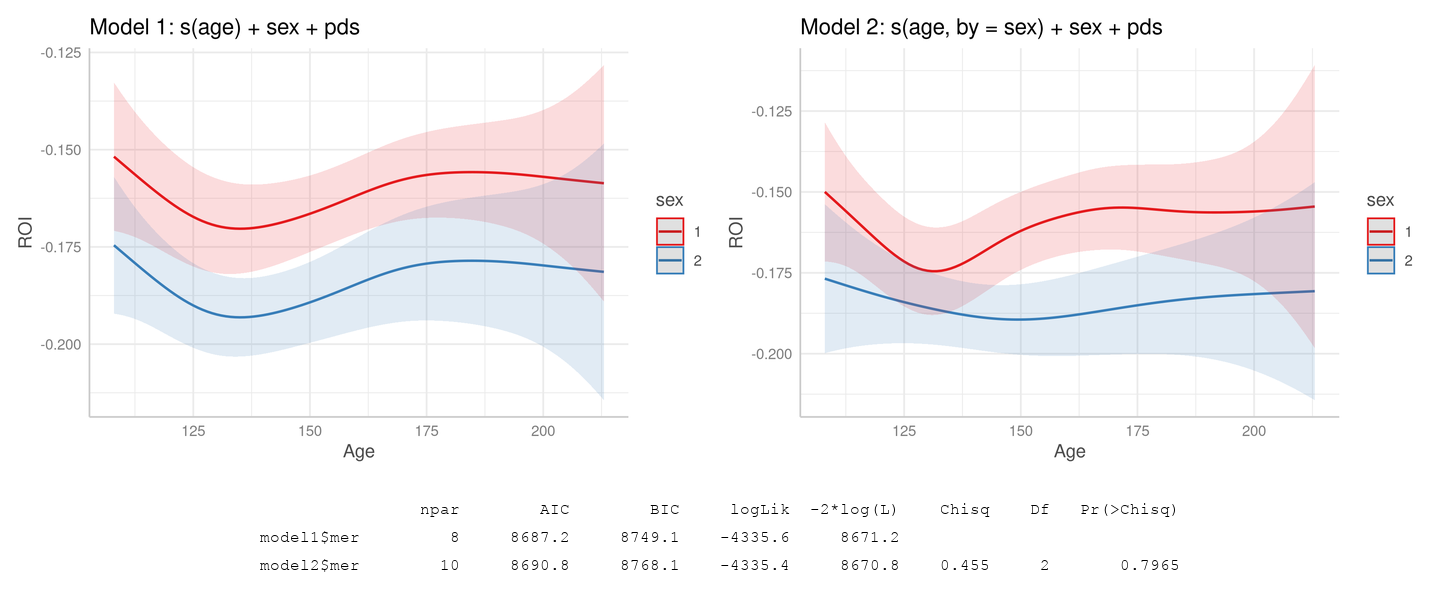 Model 1: s(age) + sex + pds
-0.125
-0.150
-0.175
-0.200
ROI
125 150 175 200
Age
sex
1
2
Model 2: s(age, by = sex) + sex + pds
-0.125
-0.150
-0.175
-0.200
ROI
125 150 175 200
Age
sex
1
2
npar AIC BIC logLik -2*log(L) Chisq Df Pr(>Chisq)
model1$mer 8 8687.2 8749.1 -4335.6 8671.2
model2$mer 10 8690.8 8768.1 -4335.4 8670.8 0.455 2 0.7965